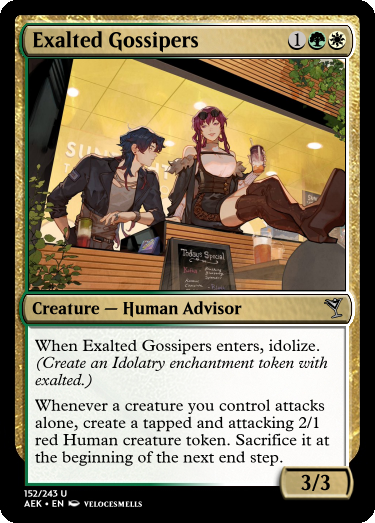 Exalted Gossipers 1
SUN
Today's Special
Creature — Human Advisor
When Exalted Gossipers enters, idolize.
(Create an Idolatry enchantment token with
exalted.)
Whenever a creature you control attacks
alone, create a tapped and attacking 2/1
red Human creature token. Sacrifice it at
the beginning of the next end step.
3/3
152/243 U
AEK • EN VELOCESMELLS